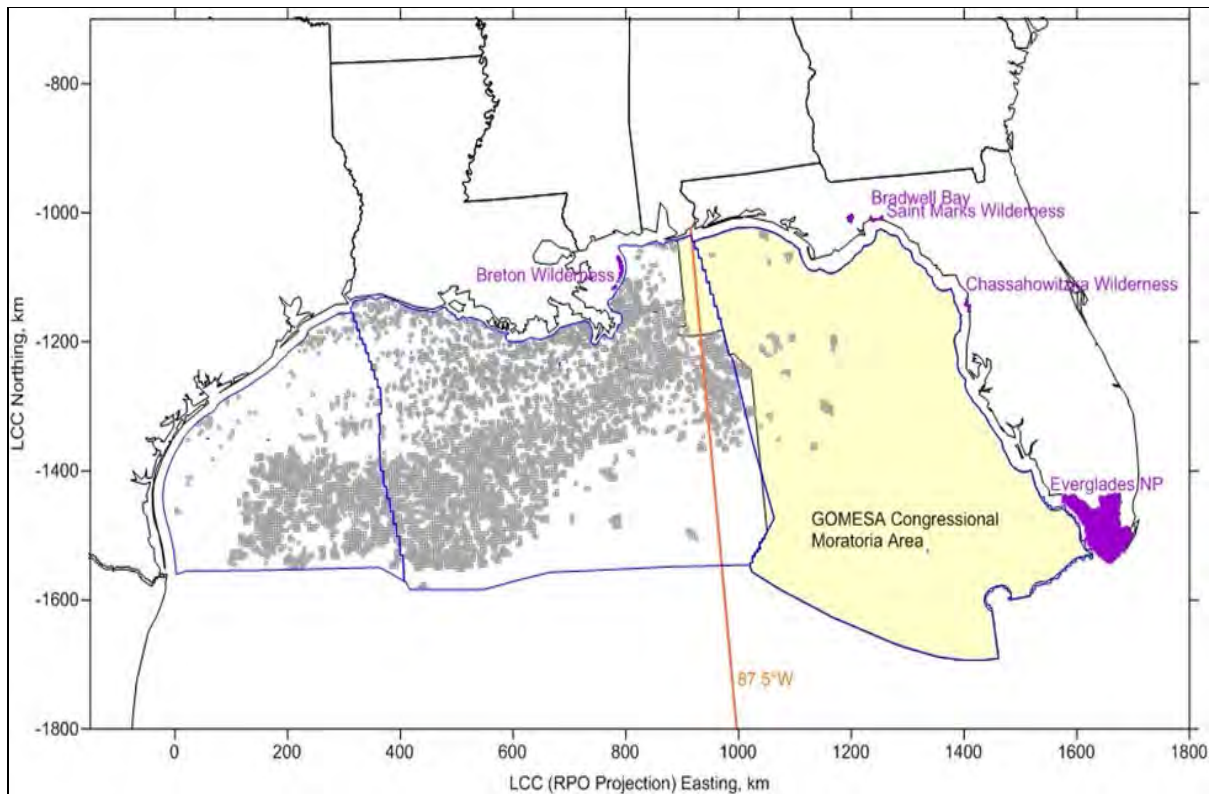 -800
-1000
-1200
-1400
-1600
-1800
LCC Northing, km
Bradwell Bay
Saint Marks Wilderness
Breton Wilderness
Chassahowitzka Wilderness
Everglades NP
GOMESA Congressional
Moratoria Area
87.5°W
0 200 400 600 800 1000 1200 1400 1600 1800
LCC (RPO Projection) Easting, km